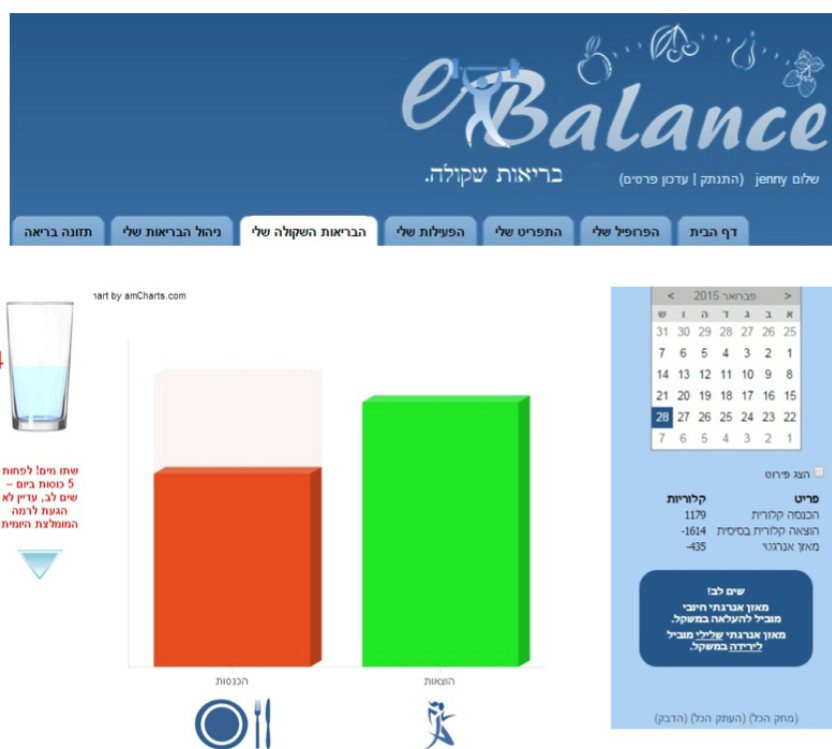 eBalance
בריאות שקולה.
שלום jenny (התנתק | עדכון פרטים)
דף הבית
הפרופיל שלי
התפריט שלי
הפעילות שלי
הבריאות השקולה שלי
ניהול הבריאות שלי
תזונה בריאה
< פברואר 2015 >
א ב ג ד ה ו ש
25 26 27 28 29 30 31
1 2 3 4 5 6 7
8 9 10 11 12 13 14
15 16 17 18 19 20 21
22 23 24 25 26 27 28
1 2 3 4 5 6 7
הצג פירוט
פריט קלוריות
הכנסה קלורית 1179
הוצאה קלורית בסיסית 1614-
מאזן אנרגטי 435-
שים לב!
מאזן אנרגתי חיובי
מוביל להעלאה במשקל.
מאזן אנרגתי שלילי מוביל
לירידה במשקל.
(מחק הכל) (העתק הכל) (הדבק)
hart by amCharts.com
הוצאות
הכנסות
4
שתו מים! לפחות
5 כוסות ביום –
שים לב, עדיין לא
הגעת לרמה
המומלצת היומית